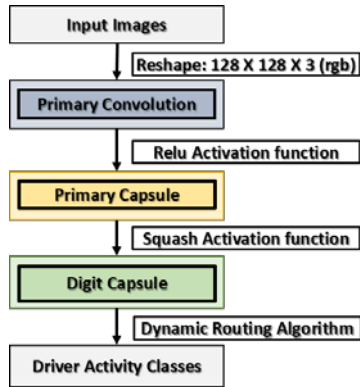 Input Images
Reshape: 128 X 128 X 3 (rgb)
Primary Convolution
Relu Activation function
Primary Capsule
Squash Activation function
Digit Capsule
Dynamic Routing Algorithm
Driver Activity Classes